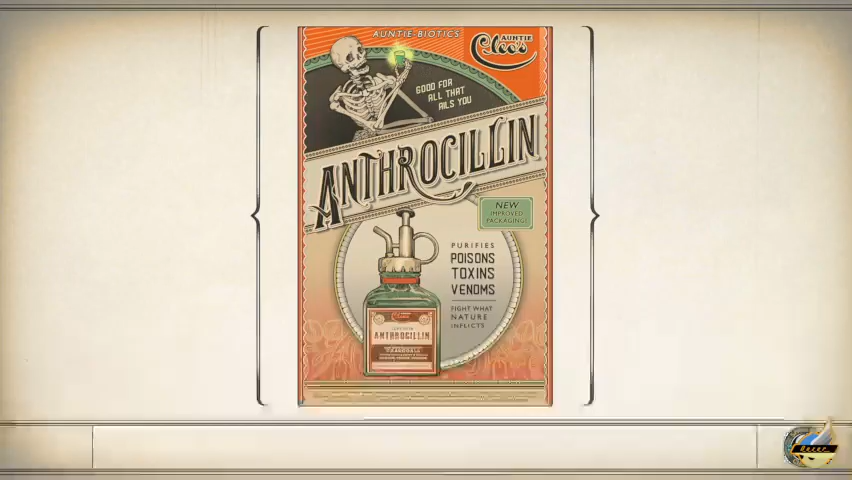 AUNTIE-BIOTICS
AUNTIE
Cleo's
GOOD FOR
ALL THAT
AILS YOU
ANTHROCILLIN
NEW
IMPROVED
PACKAGING!
PURIFIES
POISONS
TOXINS
VENOMS
FIGHT WHAT
NATURE
INFLICTS
Cleo's
ANTHROCILLIN